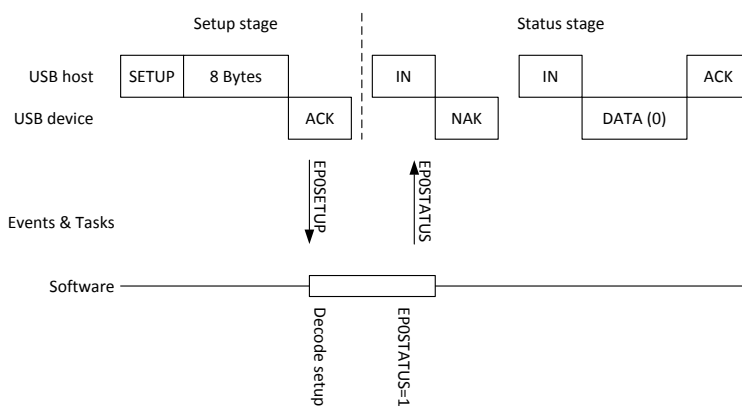 Setup stage
Status stage
USB host
SETUP
8 Bytes
IN
IN
ACK
USB device
ACK
NAK
DATA (0)
EP0SETUP
EP0STATUS
Events & Tasks
Software
Decode setup
EP0STATUS=1